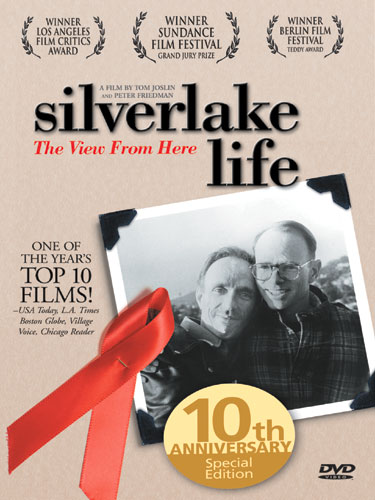 WINNER
LOS ANGELES
FILM CRITICS
AWARD
WINNER
SUNDANCE
FILM FESTIVAL
GRAND JURY PRIZE
WINNER
BERLIN FILM
FESTIVAL
TEDDY AWARD
A FILM BY TOM JOSLIN
AND PETER FRIEDMAN
silverlake
The View From Here
life
ONE OF
THE YEAR'S
TOP 10
FILMS!
–USA Today, L.A. Times
Boston Globe, Village
Voice, Chicago Reader
10th
ANNIVERSARY
Special
Edition
DVD
VIDEO